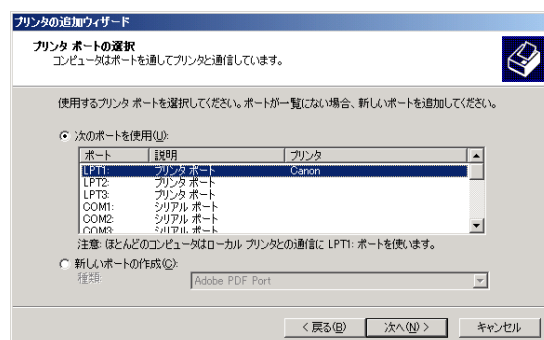 プリンタの追加ウィザード
プリンタ ポートの選択
コンピュータはポートを通してプリンタと通信しています。
使用するプリンタ ポートを選択してください。ポートが一覧にない場合、新しいポートを追加してください。
次のポートを使用(U):
ポート 説明 プリンタ
LPT1: プリンタ ポート Canon
LPT2: プリンタ ポート
LPT3: プリンタ ポート
COM1: シリアル ポート
COM2: シリアル ポート
COM3: シリアル ポート
注意: ほとんどのコンピュータはローカル プリンタとの通信に LPT1: ポートを使います。
新しいポートの作成(C):
種類: Adobe PDF Port
< 戻る(B) 次へ(N) > キャンセル